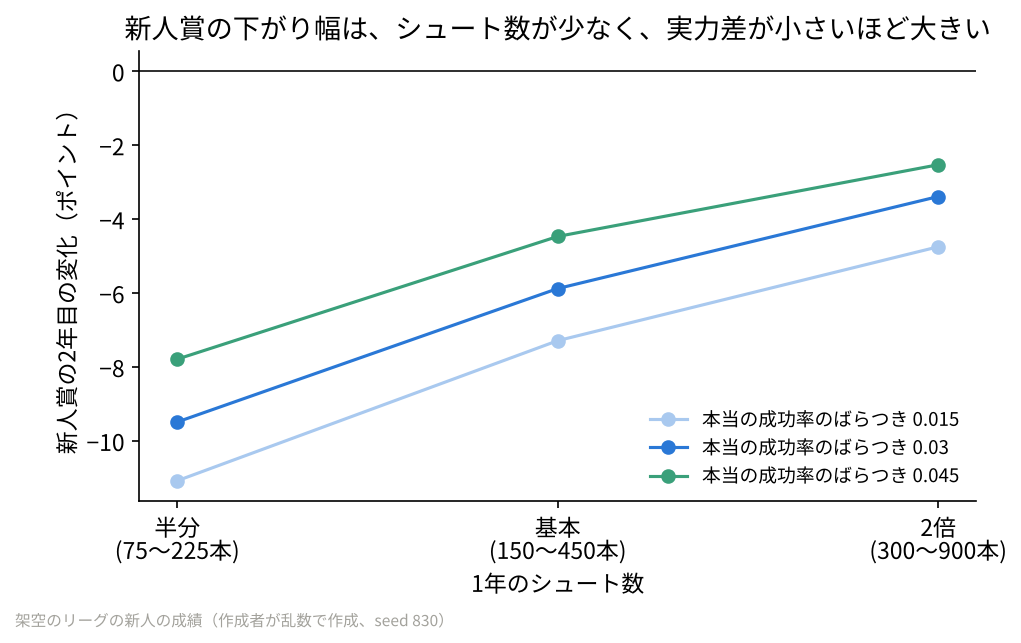 新人賞の下がり幅は、シュート数が少なく、実力差が小さいほど大きい
新人賞の2年目の変化（ポイント）
0
−2
−4
−6
−8
−10
本当の成功率のばらつき 0.015
本当の成功率のばらつき 0.03
本当の成功率のばらつき 0.045
半分
(75〜225本)
基本
(150〜450本)
2倍
(300〜900本)
1年のシュート数
架空のリーグの新人の成績（作成者が乱数で作成、seed 830）